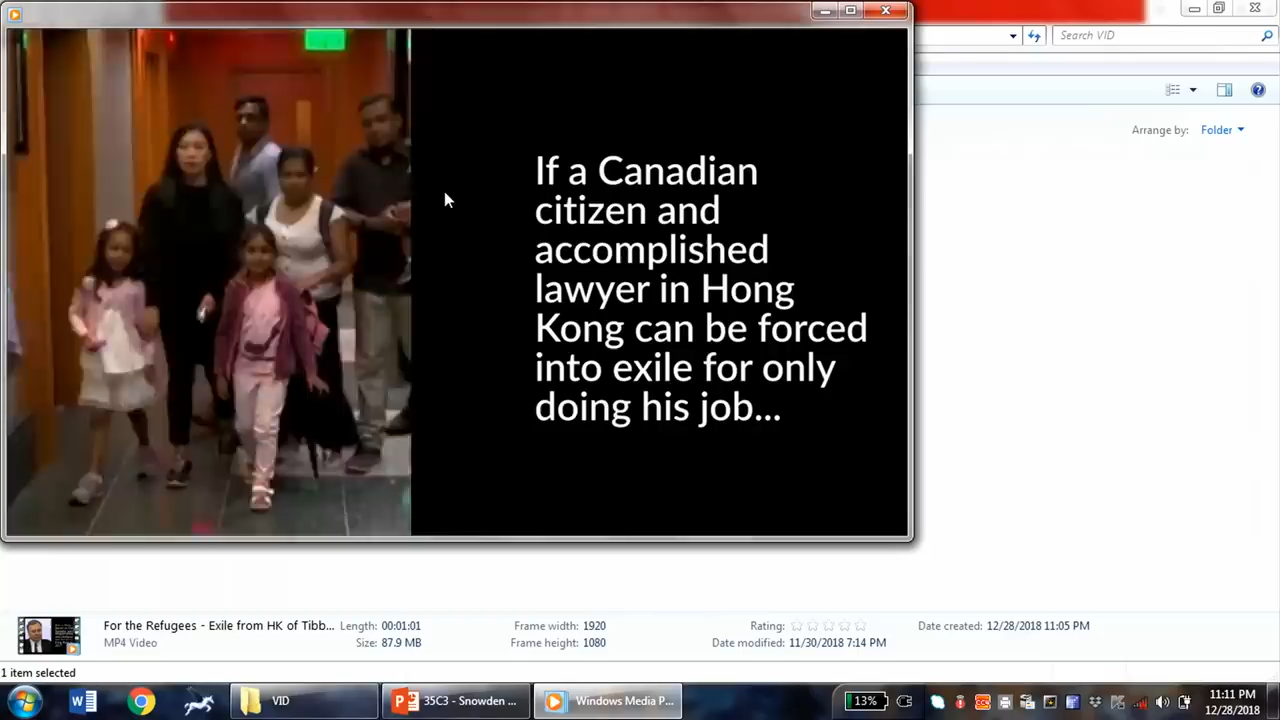 Search VID
Arrange by: Folder
If a Canadian
citizen and
accomplished
lawyer in Hong
Kong can be forced
into exile for only
doing his job...
For the Refugees - Exile from HK of Tibb... Length: 00:01:01 Frame width: 1920 Rating: Date created: 12/28/2018 11:05 PM
MP4 Video Size: 87.9 MB Frame height: 1080 Date modified: 11/30/2018 7:14 PM
1 item selected
VID 35C3 - Snowden ... Windows Media P... 13% 11:11 PM
12/28/2018